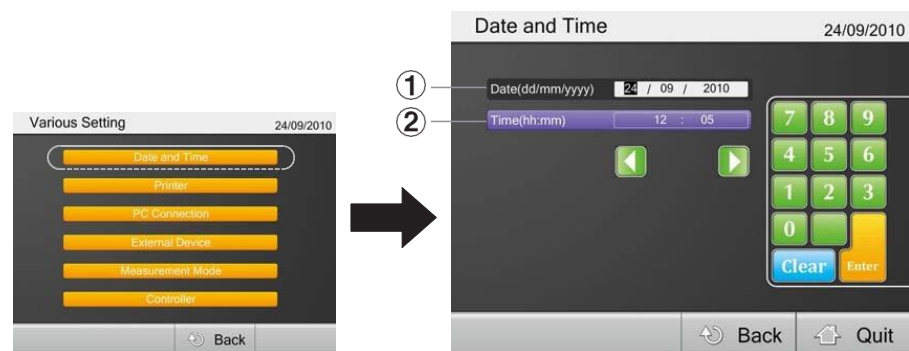 Various Setting 24/09/2010
Date and Time
Printer
PC Connection
External Device
Measurement Mode
Controller
Back
Date and Time 24/09/2010
① Date(dd/mm/yyyy) 24 / 09 / 2010
② Time(hh:mm) 12 : 05
7 8 9
4 5 6
1 2 3
0
Clear Enter
Back Quit